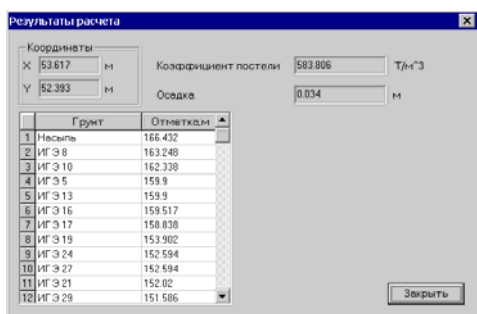 Результаты расчета
Координаты
X 53.617 м
Y 52.393 м
Коэффициент постели 583.806 Т/м^3
Осадка 0.034 м
Грунт Отметка,м
1 Насыпь 166.432
2 ИГЭ 8 163.248
3 ИГЭ 10 162.338
4 ИГЭ 5 159.9
5 ИГЭ 13 159.9
6 ИГЭ 16 159.517
7 ИГЭ 17 158.838
8 ИГЭ 19 153.902
9 ИГЭ 24 152.594
10 ИГЭ 27 152.594
11 ИГЭ 21 152.02
12 ИГЭ 29 151.586
Закрыть